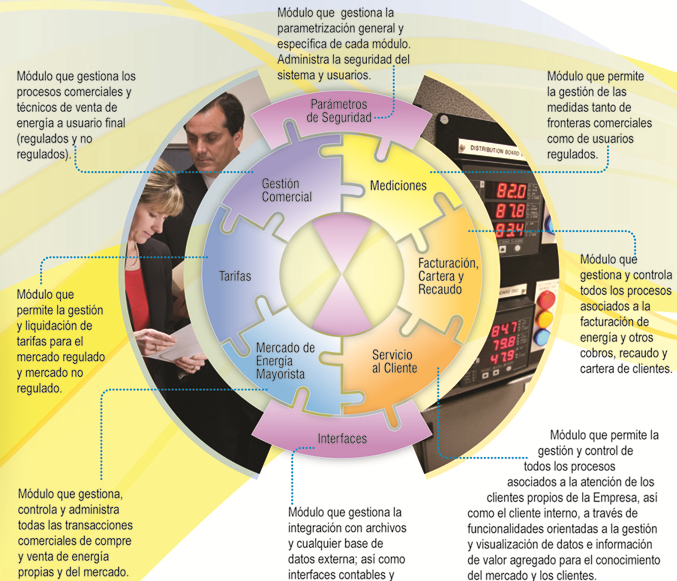 Módulo que  gestiona la
parametrización general y
específica de cada módulo.
Administra la seguridad del
sistema y usuarios.
Módulo que gestiona los
procesos comerciales y
técnicos de venta de
energía a usuario final
(regulados y no
regulados).
Módulo que permite
la gestión de las
medidas tanto de
fronteras comerciales
como de usuarios
regulados.
Parámetros
de Seguridad
DISTRIBUTION BOARD
82.0
87.8
83.4
Gestión
Comercial
Mediciones
Tarifas
Facturación,
Cartera y
Recaudo
Módulo que
gestiona y controla
todos los procesos
asociados a la
facturación de
energía y otros
cobros, recaudo y
cartera de clientes.
Módulo que
permite la gestión
y liquidación de
tarifas para el
mercado regulado
y mercado no
regulado.
84.7
79.8
47.9
Mercado de
Energía
Mayorista
Servicio
al Cliente
Interfaces
Módulo que gestiona,
controla y administra
todas las transacciones
comerciales de compre
y venta de energía
propias y del mercado.
Módulo que gestiona la
integración con archivos
y cualquier base de
datos externa; así como
interfaces contables y
Módulo que permite la
gestión y control de
todos los procesos
asociados a la atención de los
clientes propios de la Empresa, así
como el cliente interno, a través de
funcionalidades orientadas a la gestión
y visualización de datos e información
de valor agregado para el conocimiento
del mercado y los clientes.